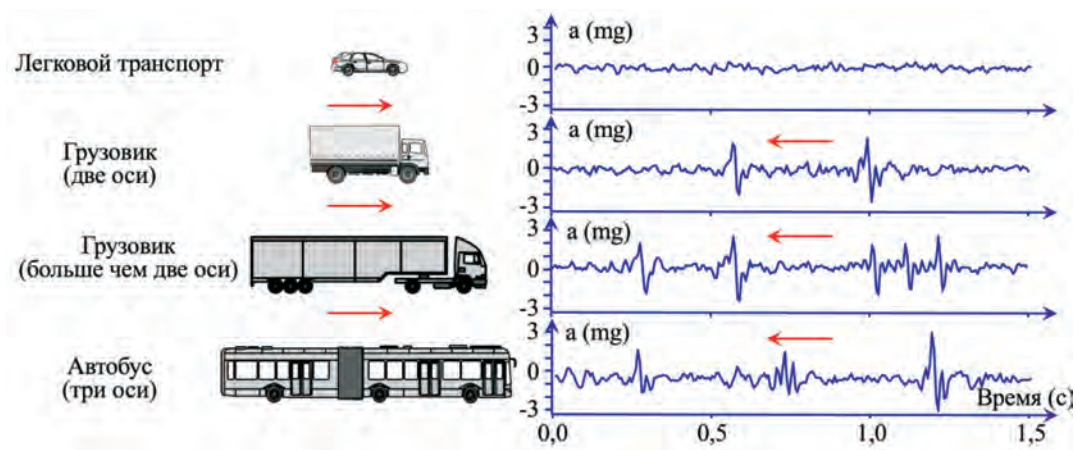 Легковой транспорт
Грузовик
(две оси)
Грузовик
(больше чем две оси)
Автобус
(три оси)
a (mg)
3
0
-3
a (mg)
3
0
-3
a (mg)
3
0
-3
a (mg)
3
0
-3
Время (с)
0,0
0,5
1,0
1,5